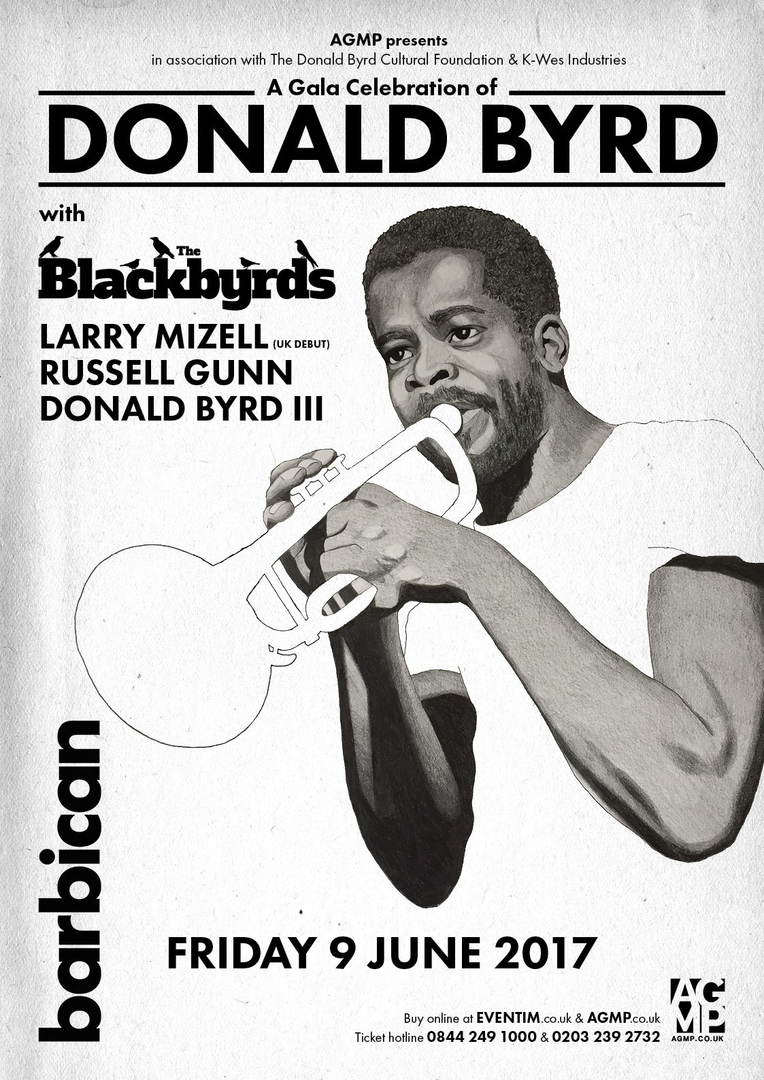 AGMP presents
in association with The Donald Byrd Cultural Foundation & K-Wes Industries
A Gala Celebration of
DONALD BYRD
with
The
Blackbyrds
LARRY MIZELL (UK DEBUT)
RUSSELL GUNN
DONALD BYRD III
barbican
FRIDAY 9 JUNE 2017
Buy online at EVENTIM.co.uk & AGMP.co.uk
Ticket hotline 0844 249 1000 & 0203 239 2732
AG
MP
AGMP.CO.UK